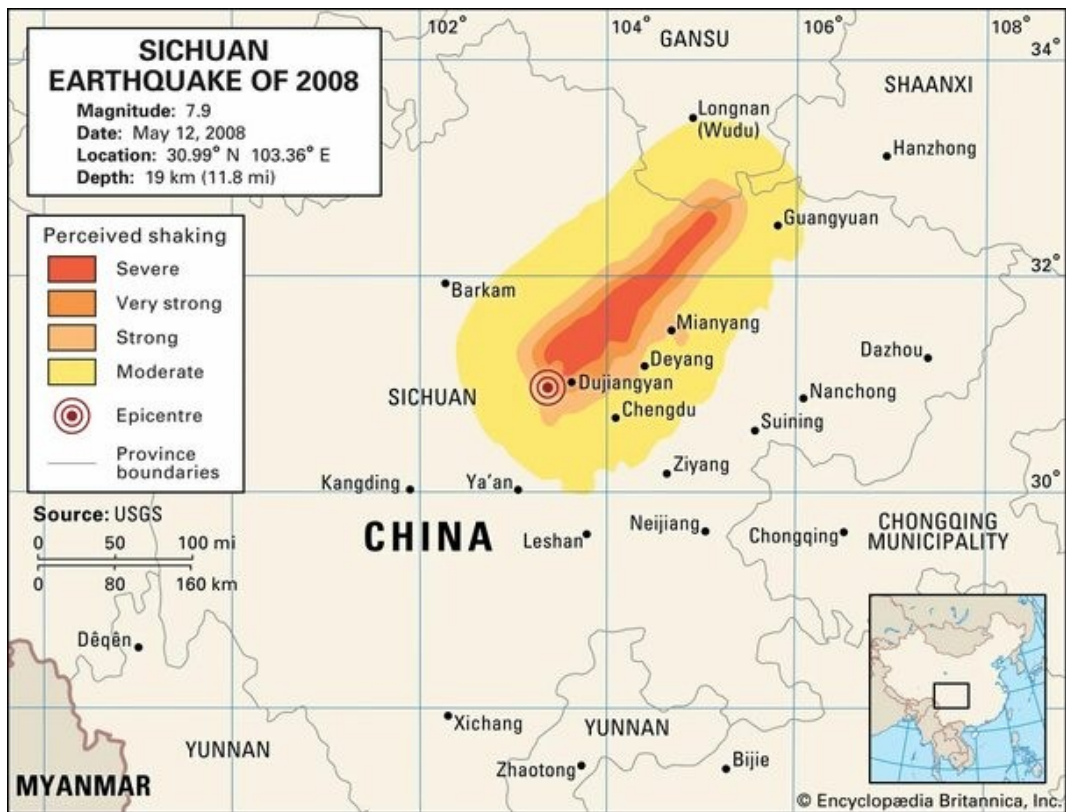 SICHUAN
EARTHQUAKE OF 2008
Magnitude: 7.9
Date: May 12, 2008
Location: 30.99° N 103.36° E
Depth: 19 km (11.8 mi)
102°
104°
106°
108°
34°
GANSU
SHAANXI
Longnan
(Wudu)
Hanzhong
Guangyuan
Perceived shaking
Severe
Very strong
Strong
Moderate
Epicentre
Province
boundaries
32°
Barkam
Mianyang
Deyang
Dazhou
Dujiangyan
SICHUAN
Nanchong
Chengdu
Suining
Ziyang
Kangding
Ya'an
30°
Source: USGS
0 50 100 mi
0 80 160 km
CHINA
Leshan
Neijiang
Chongqing
CHONGQING
MUNICIPALITY
Dêqên
Xichang
YUNNAN
YUNNAN
Zhaotong
Bijie
MYANMAR
© Encyclopædia Britannica, Inc.